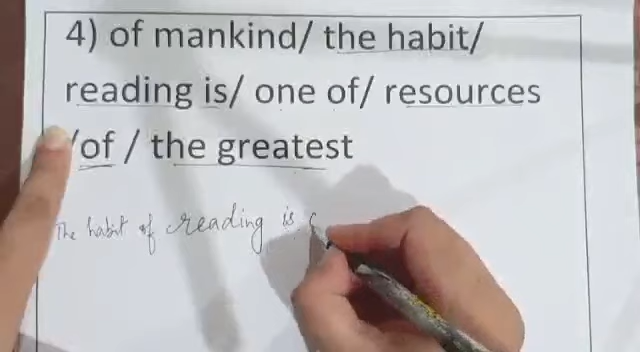 4) of mankind/ the habit/
reading is/ one of/ resources
/of / the greatest
The habit of reading is